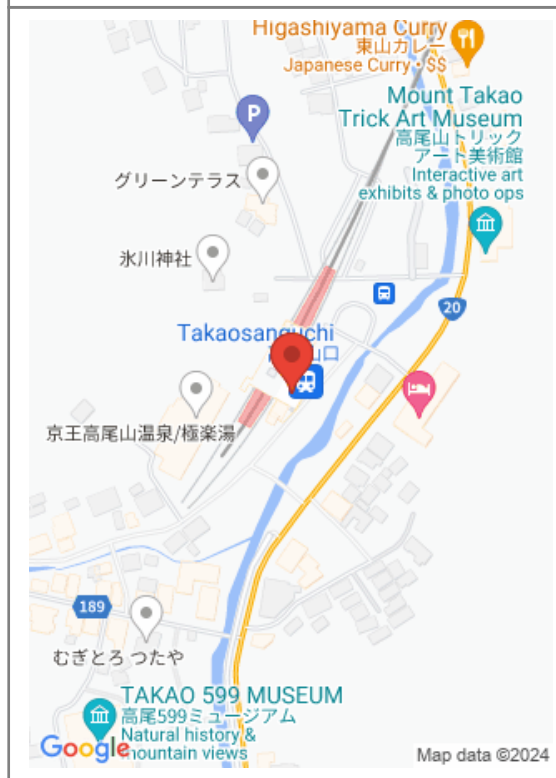 Higashiyama Curry
東山カレー
Japanese Curry・$$
Mount Takao
Trick Art Museum
高尾山トリック
アート美術館
Interactive art
exhibits & photo ops
P
グリーンテラス
氷川神社
20
Takaosanguchi
山口
京王高尾山温泉/極楽湯
189
むぎとろ つたや
TAKAO 599 MUSEUM
高尾599ミュージアム
Natural history &
mountain views
Google
Map data ©2024